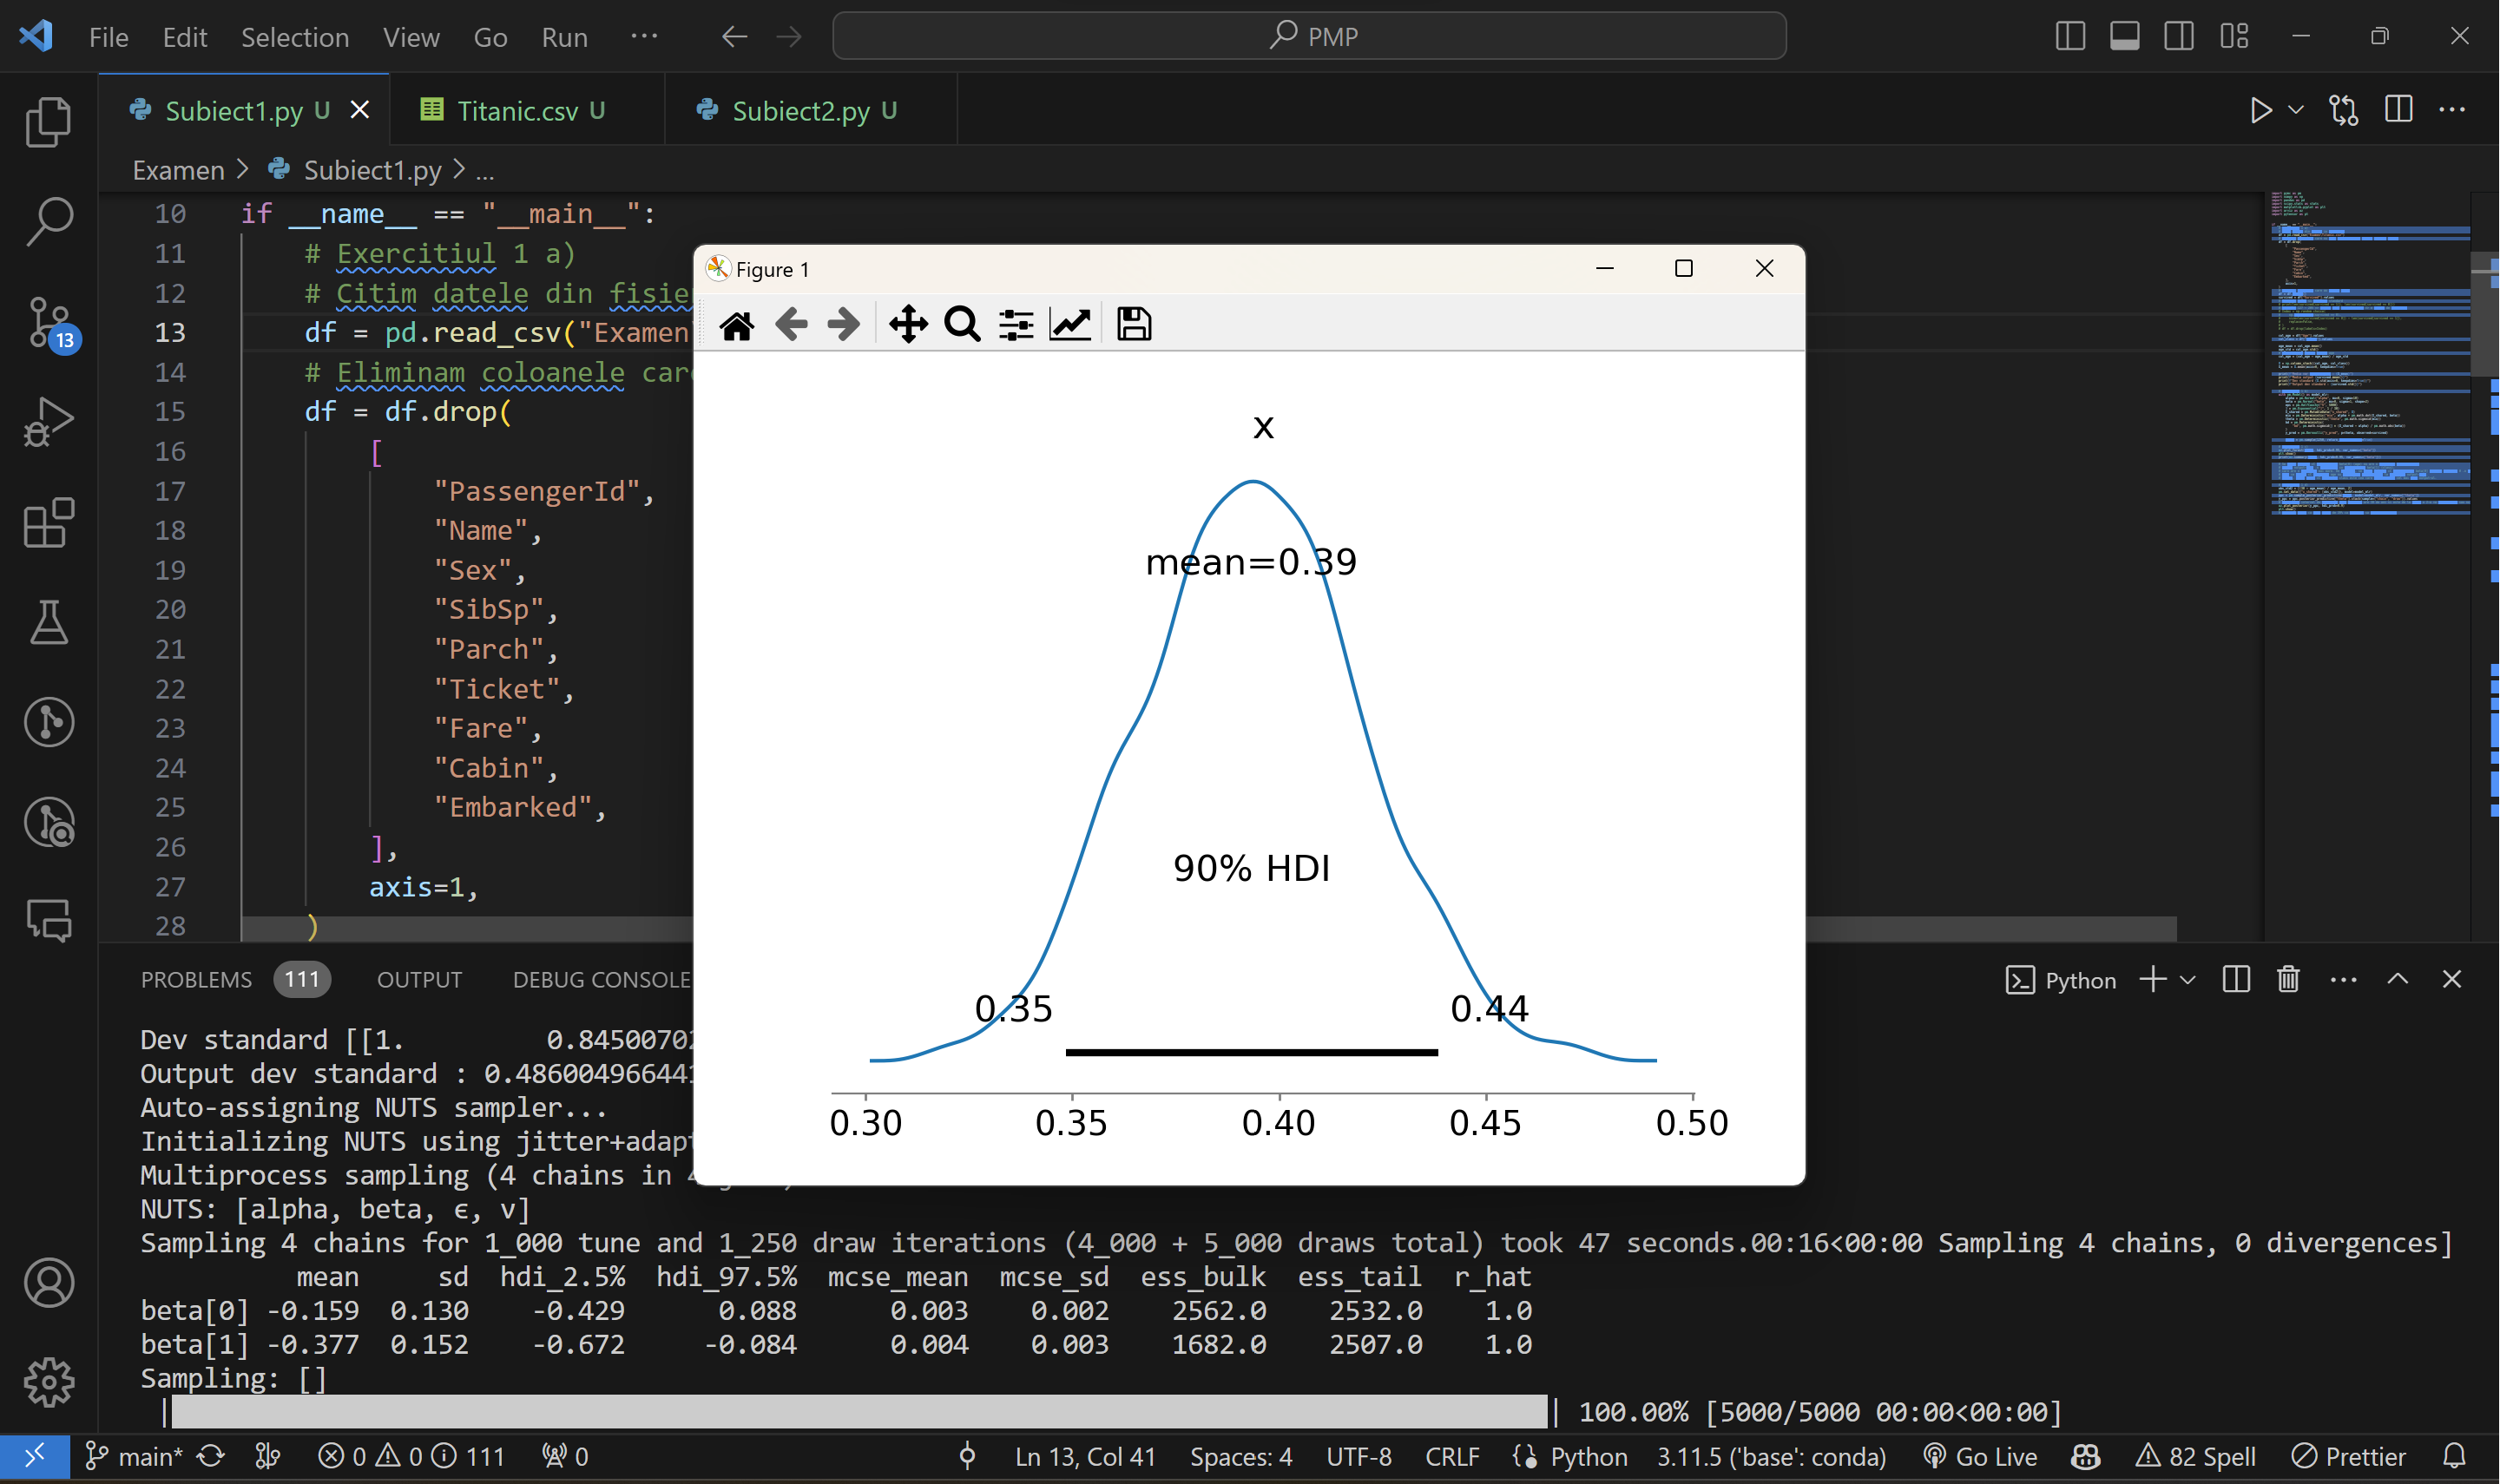 File Edit Selection View Go Run ··· PMP
Subiect1.py U Titanic.csv U Subiect2.py U
Examen > Subiect1.py > ...
10 if __name__ == "__main__":
11 # Exercitiul 1 a)
12 # Citim datele din
13 df = pd.read_csv("Examen
14 # Eliminam coloanele
15 df = df.drop(
16 [
17 "PassengerId",
18 "Name",
19 "Sex",
20 "SibSp",
21 "Parch",
22 "Ticket",
23 "Fare",
24 "Cabin",
25 "Embarked",
26 ],
27 axis=1,
28 )
13
Figure 1
x
mean=0.39
90% HDI
0.35 0.44
0.30 0.35 0.40 0.45 0.50
PROBLEMS 111 OUTPUT DEBUG CONSOLE Python
Dev standard [[1. 0.8450070
Output dev standard : 0.48600496644
Auto-assigning NUTS sampler...
Initializing NUTS using jitter+adapt
Multiprocess sampling (4 chains in
NUTS: [alpha, beta, ϵ, ν]
Sampling 4 chains for 1_000 tune and 1_250 draw iterations (4_000 + 5_000 draws total) took 47 seconds.00:16<00:00 Sampling 4 chains, 0 divergences]
mean sd hdi_2.5% hdi_97.5% mcse_mean mcse_sd ess_bulk ess_tail r_hat
beta[0] -0.159 0.130 -0.429 0.088 0.003 0.002 2562.0 2532.0 1.0
beta[1] -0.377 0.152 -0.672 -0.084 0.004 0.003 1682.0 2507.0 1.0
Sampling: []
| | 100.00% [5000/5000 00:00<00:00]
main* 0 0 111 0 Ln 13, Col 41 Spaces: 4 UTF-8 CRLF Python 3.11.5 ('base': conda) Go Live 82 Spell Prettier